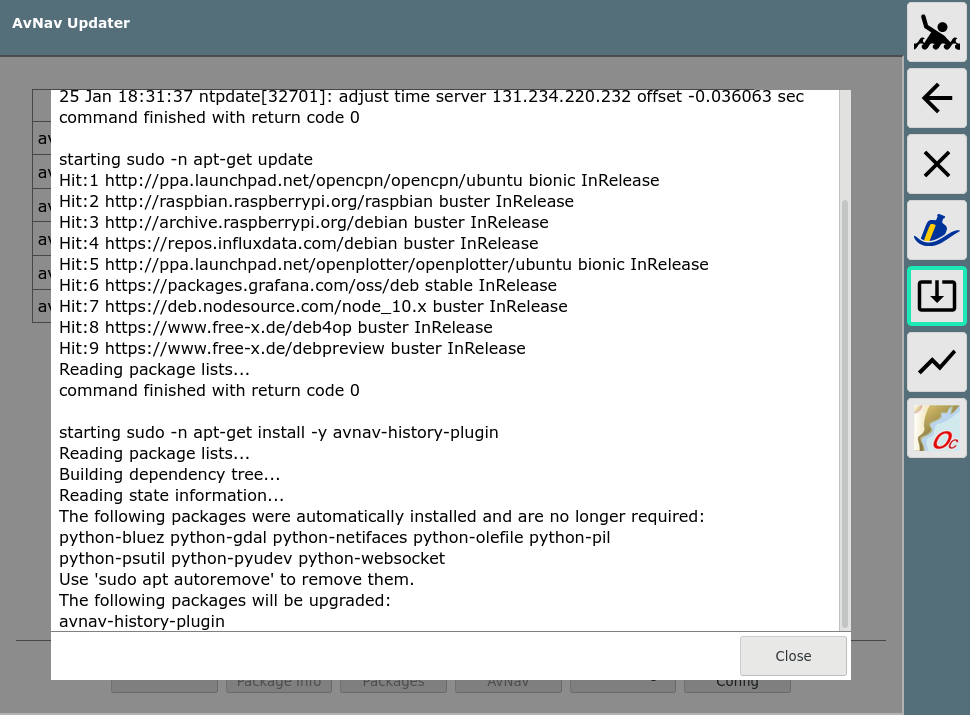 AvNav Updater
25 Jan 18:31:37 ntpdate[32701]: adjust time server 131.234.220.232 offset -0.036063 sec
command finished with return code 0
starting sudo -n apt-get update
Hit:1 http://ppa.launchpad.net/opencpn/opencpn/ubuntu bionic InRelease
Hit:2 http://raspbian.raspberrypi.org/raspbian buster InRelease
Hit:3 http://archive.raspberrypi.org/debian buster InRelease
Hit:4 https://repos.influxdata.com/debian buster InRelease
Hit:5 http://ppa.launchpad.net/openplotter/openplotter/ubuntu bionic InRelease
Hit:6 https://packages.grafana.com/oss/deb stable InRelease
Hit:7 https://deb.nodesource.com/node_10.x buster InRelease
Hit:8 https://www.free-x.de/deb4op buster InRelease
Hit:9 https://www.free-x.de/debpreview buster InRelease
Reading package lists...
command finished with return code 0
starting sudo -n apt-get install -y avnav-history-plugin
Reading package lists...
Building dependency tree...
Reading state information...
The following packages were automatically installed and are no longer required:
python-bluez python-gdal python-netifaces python-olefile python-pil
python-psutil python-pyudev python-websocket
Use 'sudo apt autoremove' to remove them.
The following packages will be upgraded:
avnav-history-plugin
Close
Package Info Packages AvNav Config
Oc